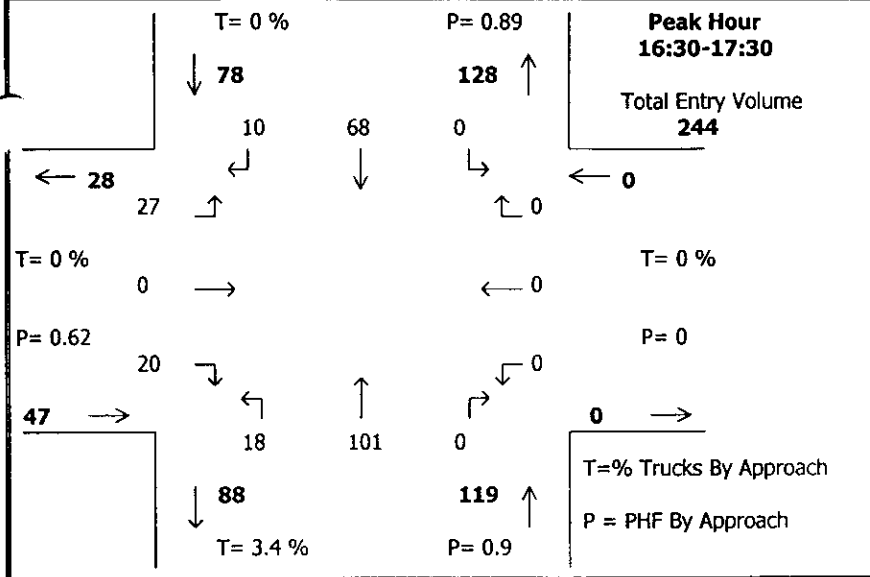 T= 0 % P= 0.89 Peak Hour
16:30-17:30
78 128
Total Entry Volume
10 68 0 244
28 0
27 0
T= 0 % T= 0 %
0 0
P= 0.62 P= 0
20 0
47 0
18 101 0
T=% Trucks By Approach
88 119
P = PHF By Approach
T= 3.4 % P= 0.9